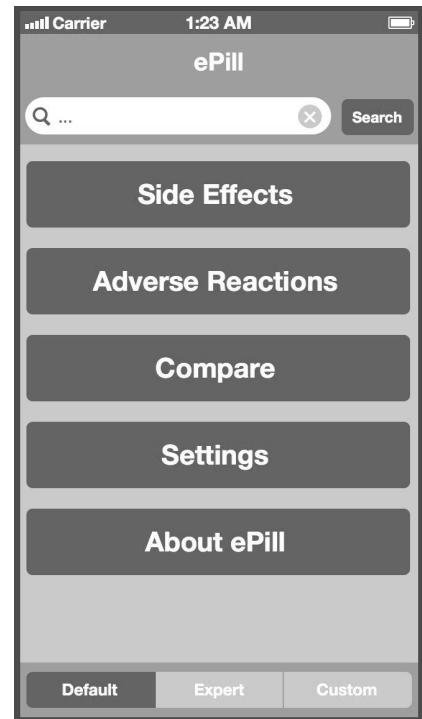 Carrier 1:23 AM
ePill
... Search
Side Effects
Adverse Reactions
Compare
Settings
About ePill
Default Expert Custom